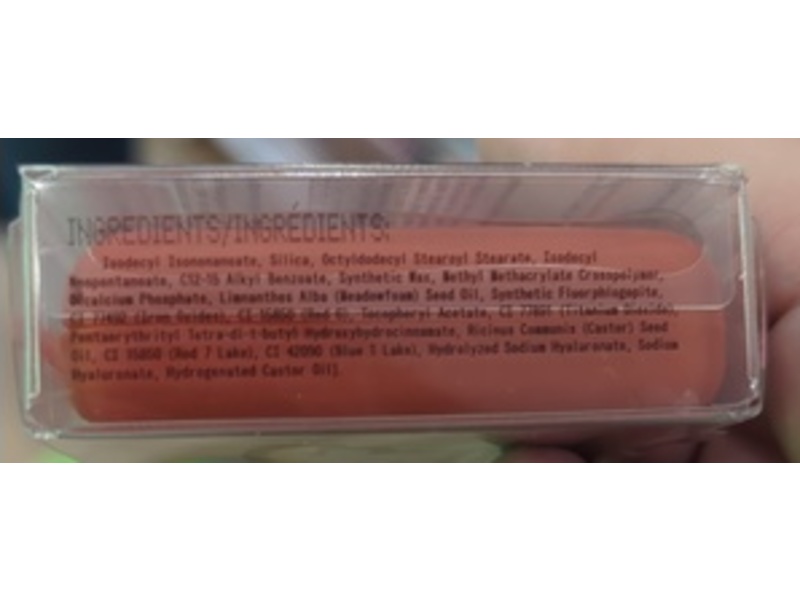 INGREDIENTS/INGRÉDIENTS:
Isodecyl Isononanoate, Silica, Octyldodecyl Stearoyl Stearate, Isodecyl
Neopentanoate, C12-15 Alkyl Benzoate, Synthetic Wax, Methyl Methacrylate Crosspolymer,
Dicalcium Phosphate, Limnanthes Alba (Meadowfoam) Seed Oil, Synthetic Fluorphlogopite,
CI 77492 (Iron Oxides), CI 15850 (Red 6), Tocopheryl Acetate, CI 77891 (Titanium Dioxide),
Pentaerythrityl Tetra-di-t-butyl Hydroxyhydrocinnamate, Ricinus Communis (Castor) Seed
Oil, CI 15850 (Red 7 Lake), CI 42090 (Blue 1 Lake), Hydrolyzed Sodium Hyaluronate, Sodium
Hyaluronate, Hydrogenated Castor Oil].